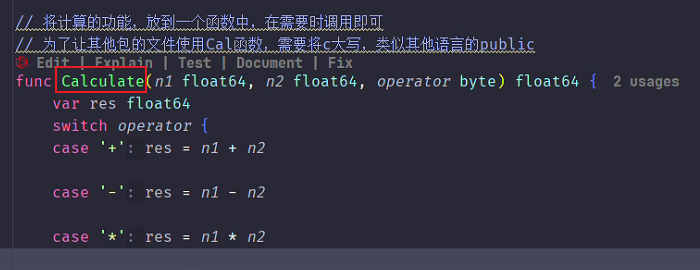 // 将计算的功能，放到一个函数中，在需要时调用即可
// 为了让其他包的文件使用Cal函数，需要将c大写，类似其他语言的public
Edit | Explain | Test | Document | Fix
func Calculate(n1 float64, n2 float64, operator byte) float64 { 2 usages
var res float64
switch operator {
case '+': res = n1 + n2
case '-': res = n1 - n2
case '*': res = n1 * n2